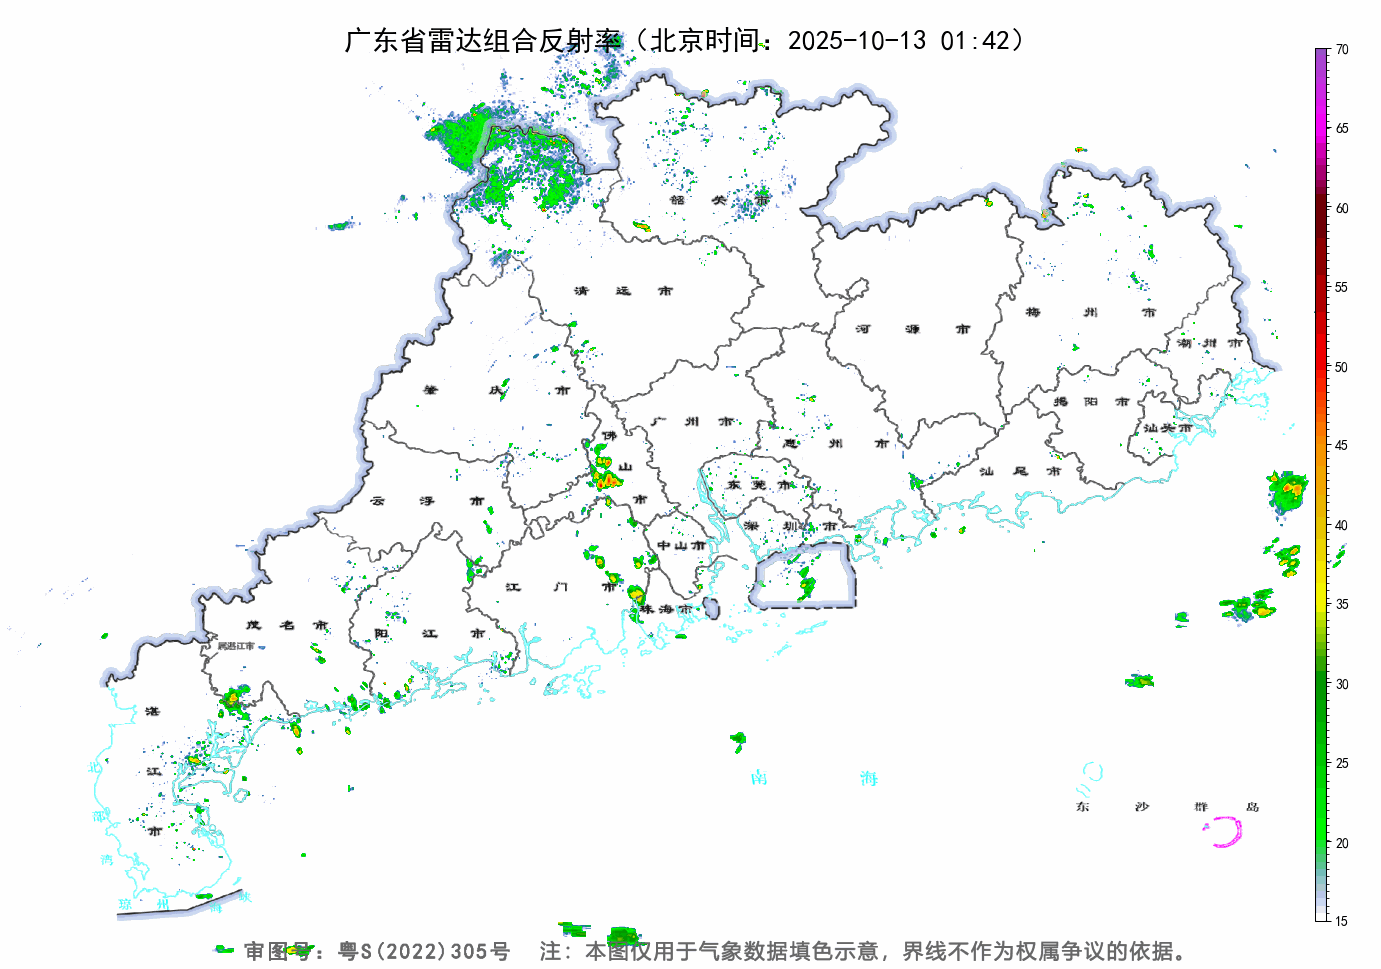 广东省雷达组合反射率（北京时间：2025-10-13 01:42）
70
65
60
55
50
45
40
35
30
25
20
15
韶关市
清远市
河源市
梅州市
潮州市
肇庆市
广州市
佛山市
惠州市
揭阳市
汕头市
汕尾市
东莞市
云浮市
深圳市
中山市
江门市
珠海市
茂名市
阳江市
属湛江市
湛江市
北部湾
南海
东沙群岛
琼州海峡
审图号：粤S(2022)305号 注：本图仅用于气象数据填色示意，界线不作为权属争议的依据。